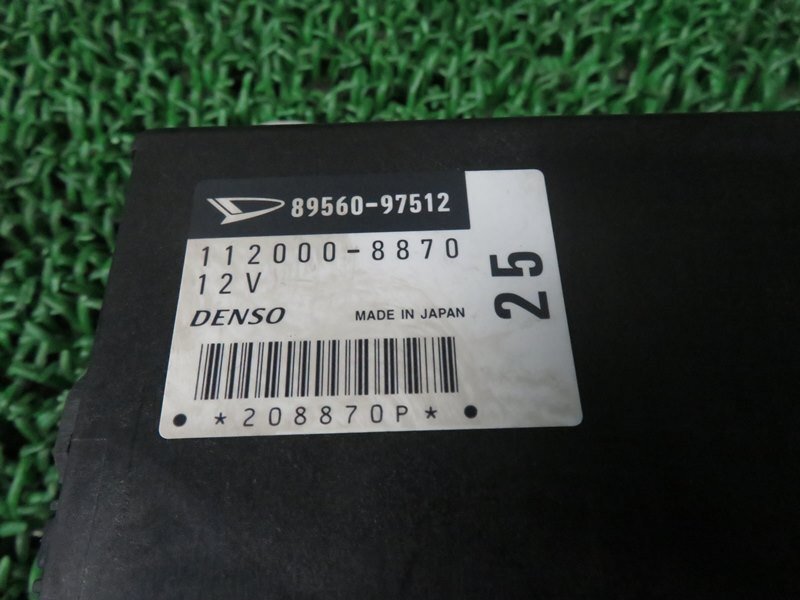 89560-97512
112000-8870
12V
DENSO MADE IN JAPAN
25
*208870P*